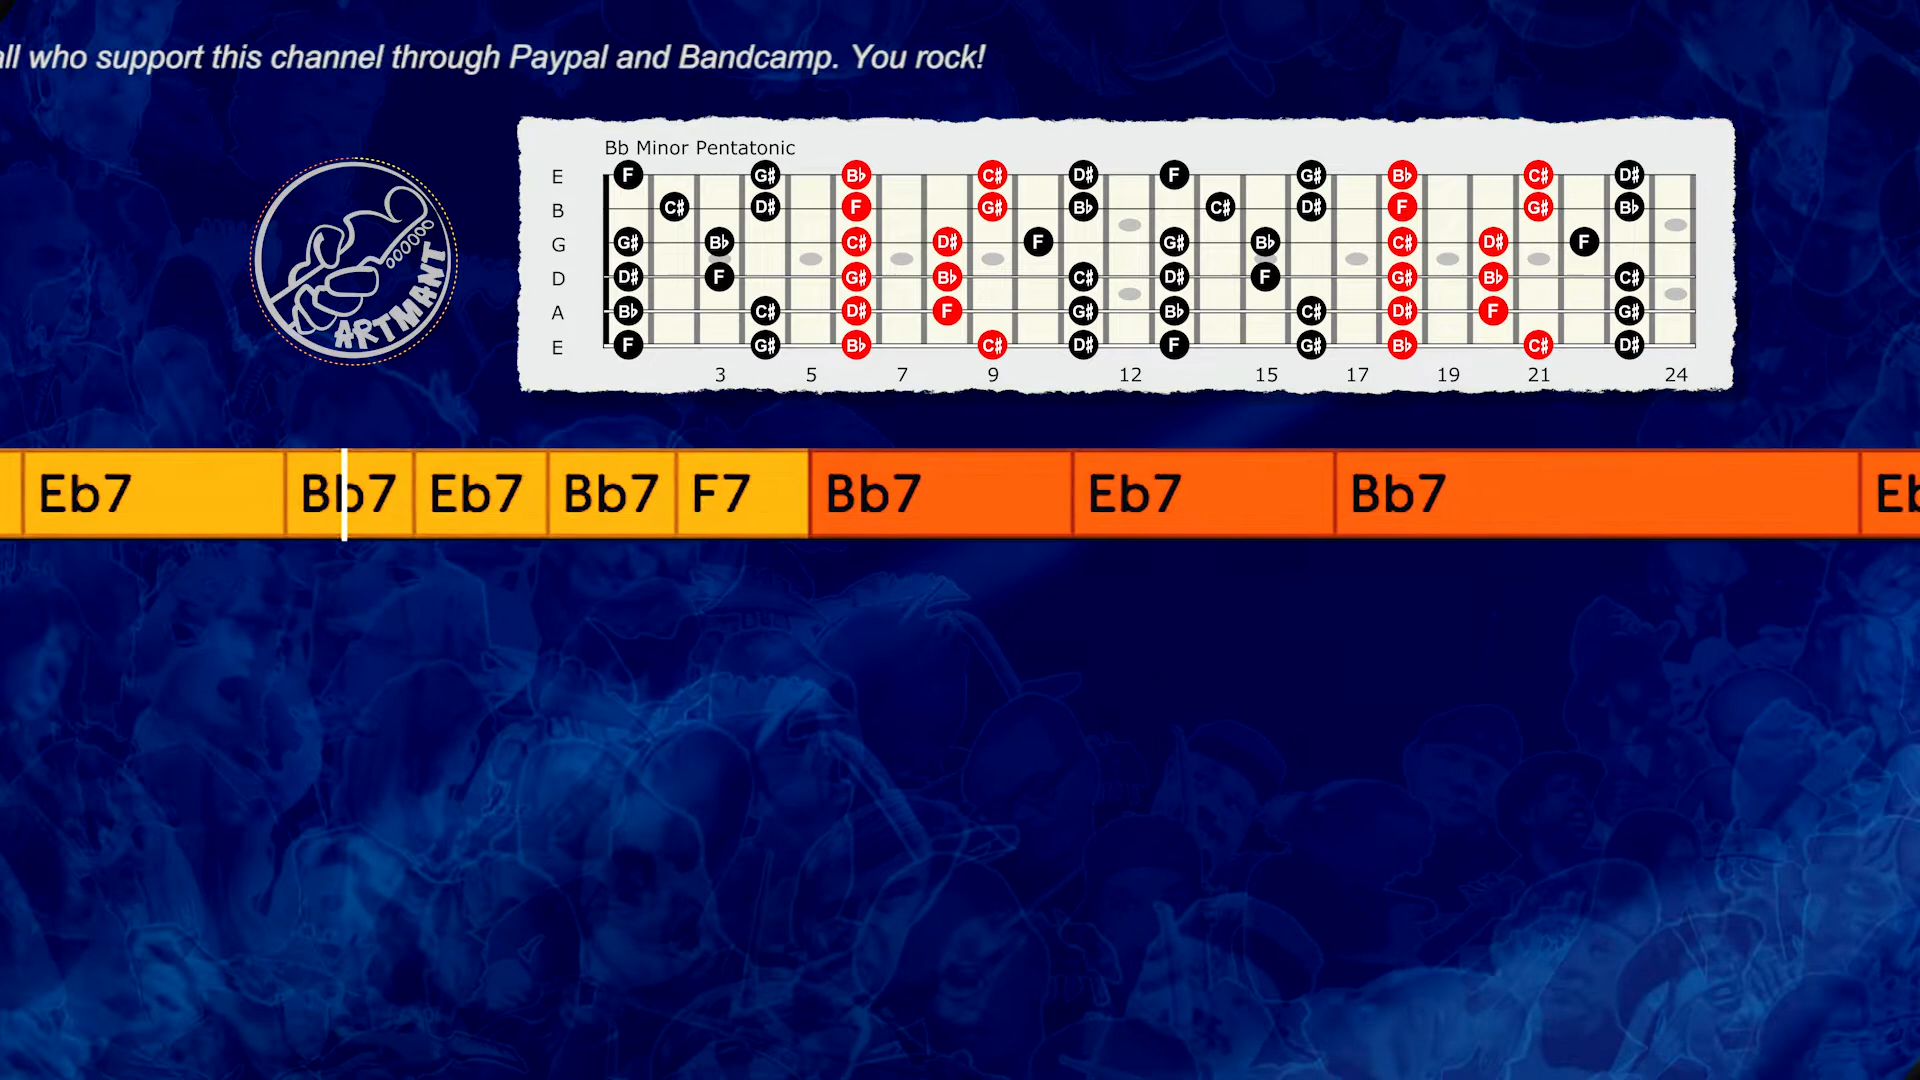 all who support this channel through Paypal and Bandcamp. You rock!
Bb Minor Pentatonic
E F G# B♭ C# D# F G# B♭ C# D#
B C# D# F G# B♭ C# D# F G# B♭
G G# B♭ C# D# F G# B♭ C# D# F
D D# F G# B♭ C# D# F G# B♭ C#
A B♭ C# D# F G# B♭ C# D# F G#
E F G# B♭ C# D# F G# B♭ C# D#
3 5 7 9 12 15 17 19 21 24
ARTMANT
Eb7 Bb7 Eb7 Bb7 F7 Bb7 Eb7 Bb7 Eb